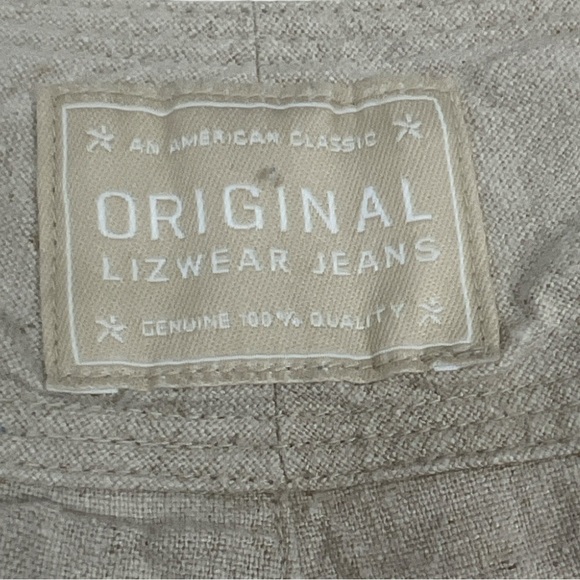 AN AMERICAN CLASSIC
ORIGINAL
LIZWEAR JEANS
GENUINE 100% QUALITY